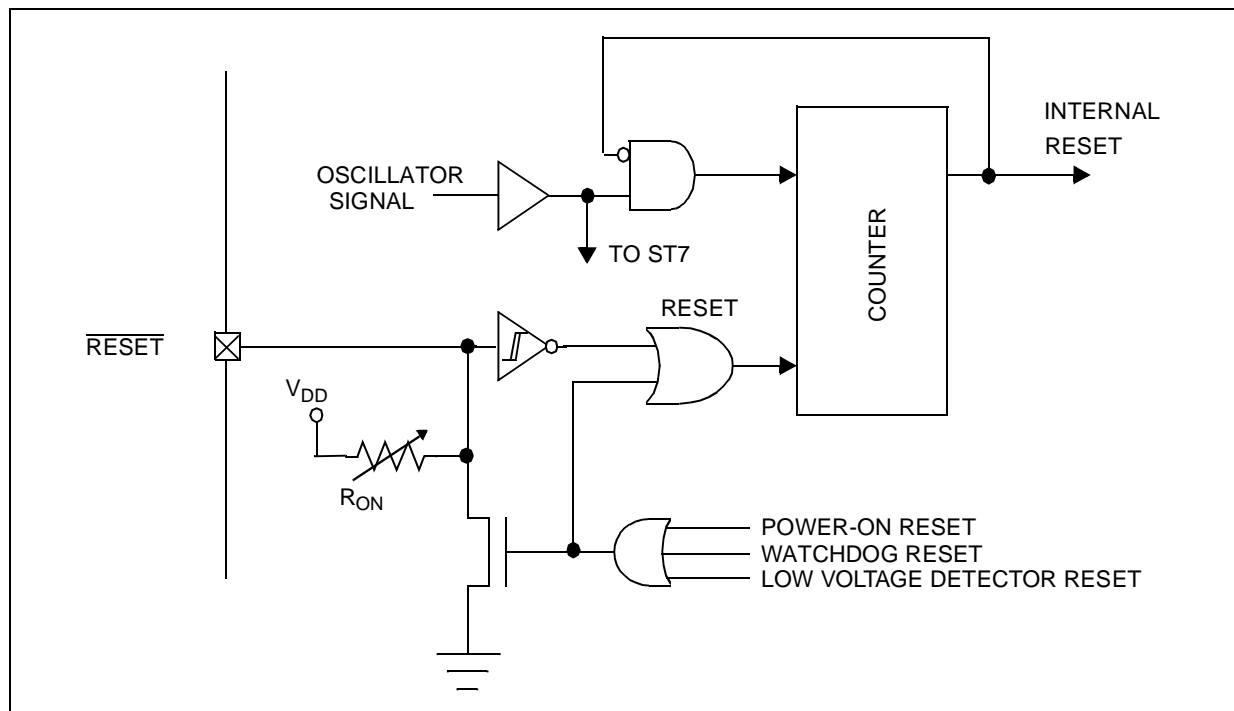 INTERNAL
RESET
OSCILLATOR
SIGNAL
TO ST7
COUNTER
RESET
RESET
VDD
RON
POWER-ON RESET
WATCHDOG RESET
LOW VOLTAGE DETECTOR RESET